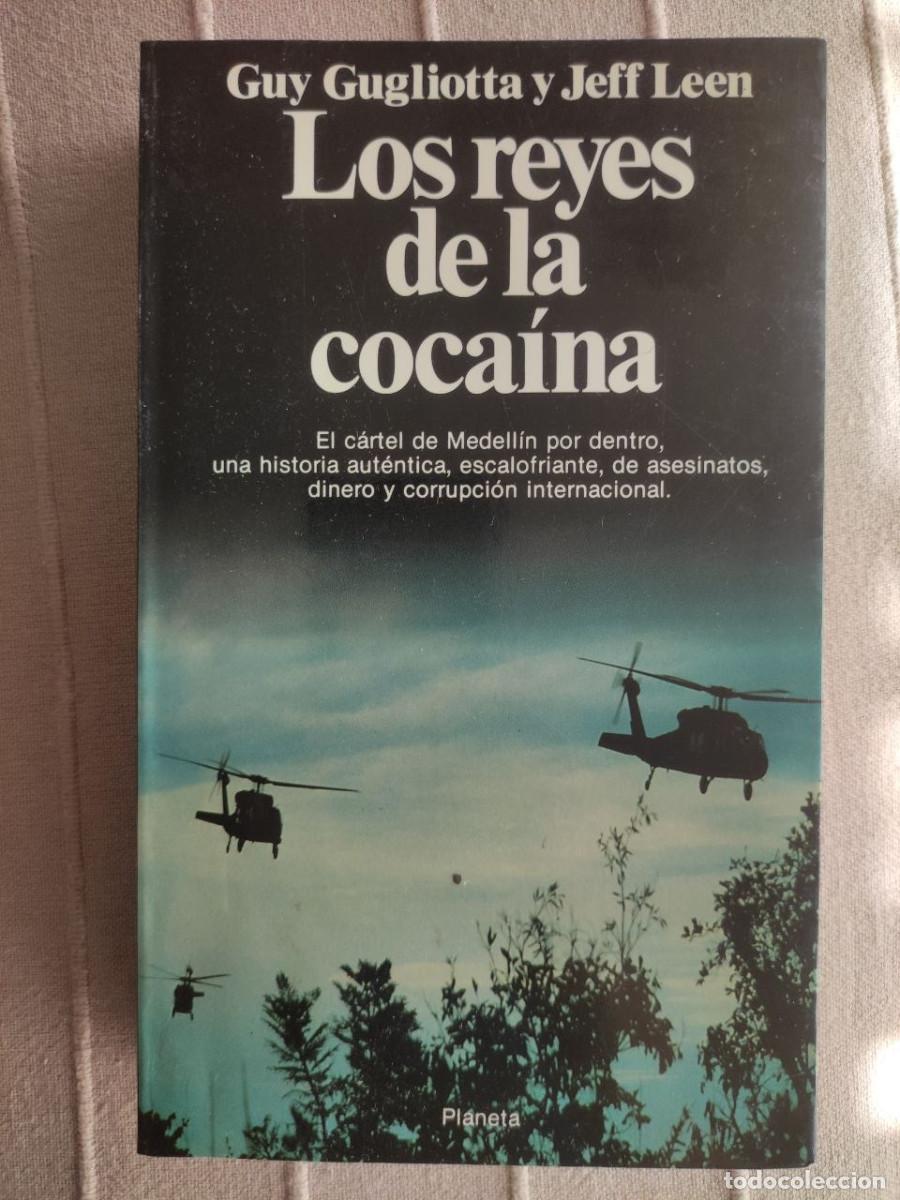 Guy Gugliotta y Jeff Leen
Los reyes
de la
cocaína
El cártel de Medellín por dentro,
una historia auténtica, escalofriante, de asesinatos,
dinero y corrupción internacional.
Planeta
todocoleccion